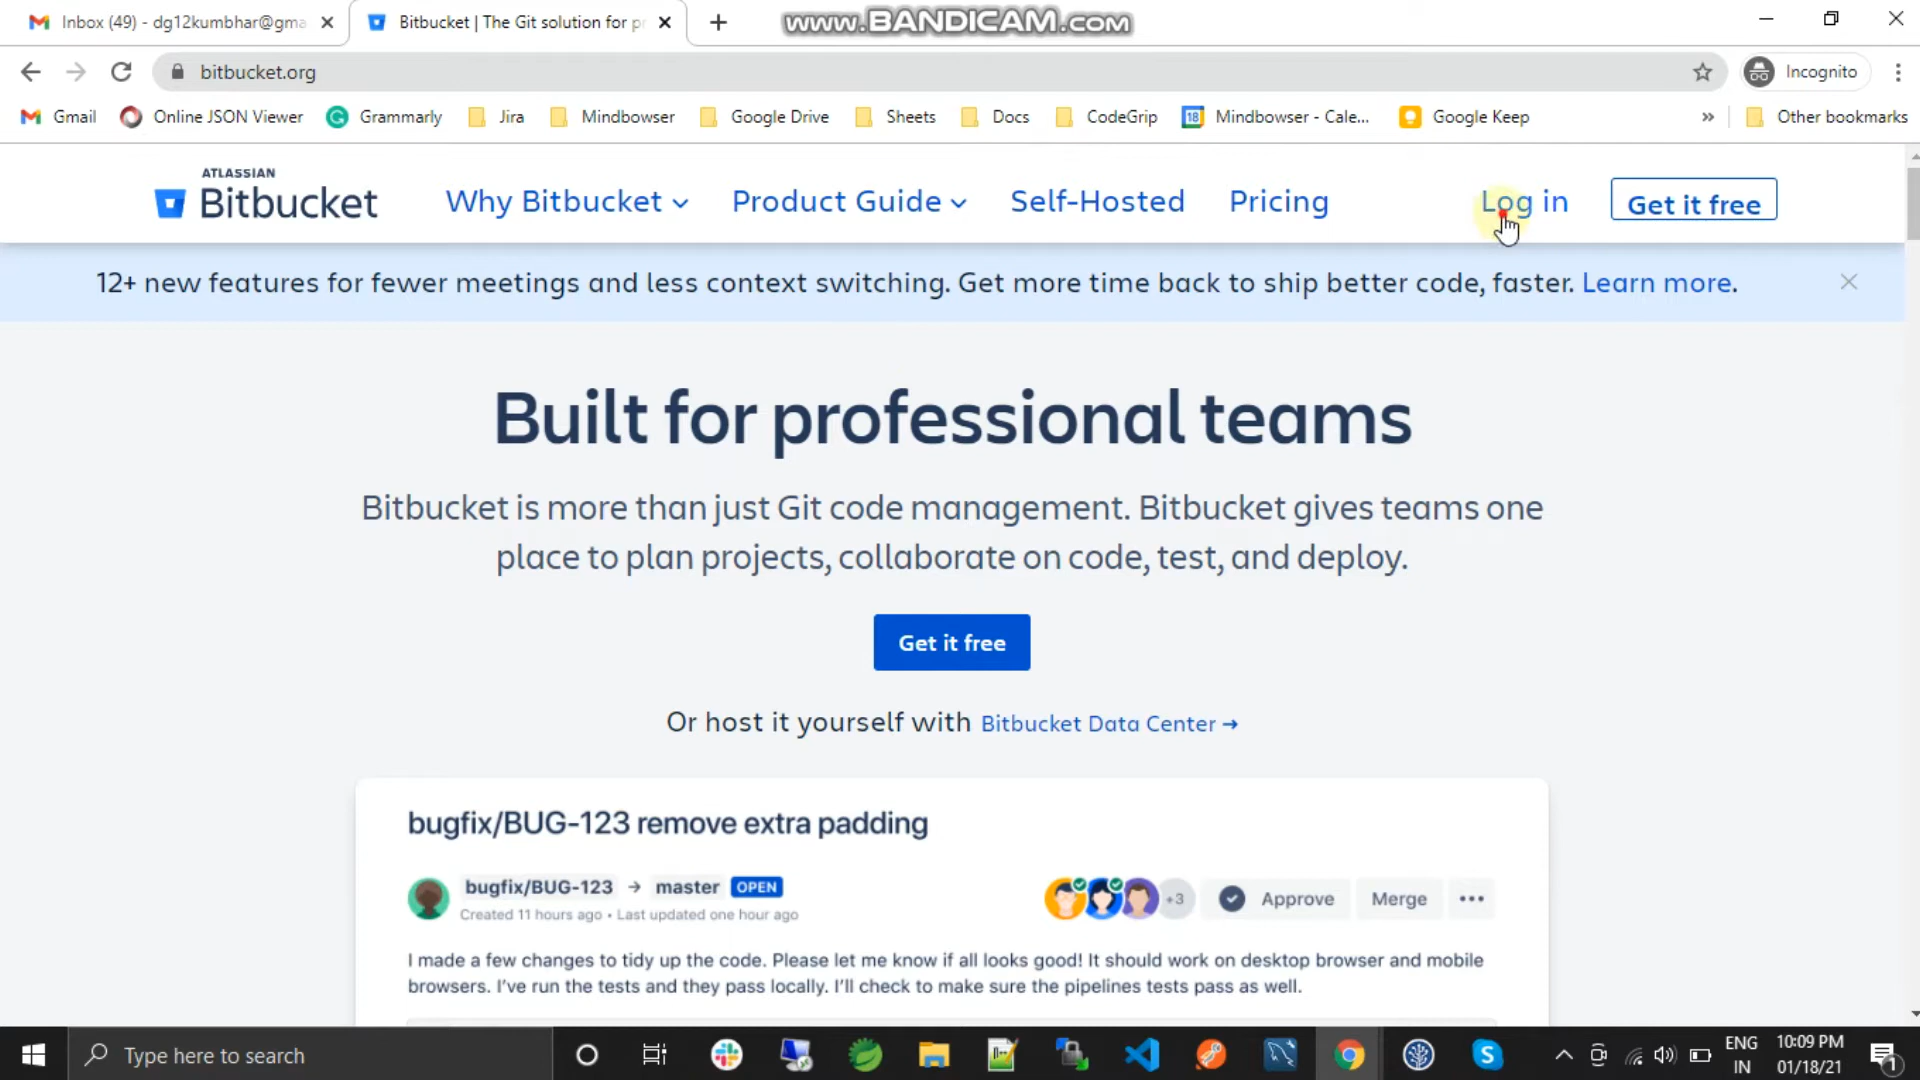 Inbox (49) - dg12kumbhar@gma
Bitbucket | The Git solution for pr
www.BANDICAM.com
bitbucket.org
Incognito
Gmail
Online JSON Viewer
Grammarly
Jira
Mindbowser
Google Drive
Sheets
Docs
CodeGrip
18
Mindbowser - Cale...
Google Keep
»
Other bookmarks
ATLASSIAN
Bitbucket
Why Bitbucket
Product Guide
Self-Hosted
Pricing
Log in
Get it free
12+ new features for fewer meetings and less context switching. Get more time back to ship better code, faster. Learn more.
Built for professional teams
Bitbucket is more than just Git code management. Bitbucket gives teams one
place to plan projects, collaborate on code, test, and deploy.
Get it free
Or host it yourself with Bitbucket Data Center →
bugfix/BUG-123 remove extra padding
bugfix/BUG-123 → master OPEN
Created 11 hours ago • Last updated one hour ago
+3
Approve
Merge
•••
I made a few changes to tidy up the code. Please let me know if all looks good! It should work on desktop browser and mobile
browsers. I've run the tests and they pass locally. I'll check to make sure the pipelines tests pass as well.
Type here to search
ENG
IN
10:09 PM
01/18/21
1